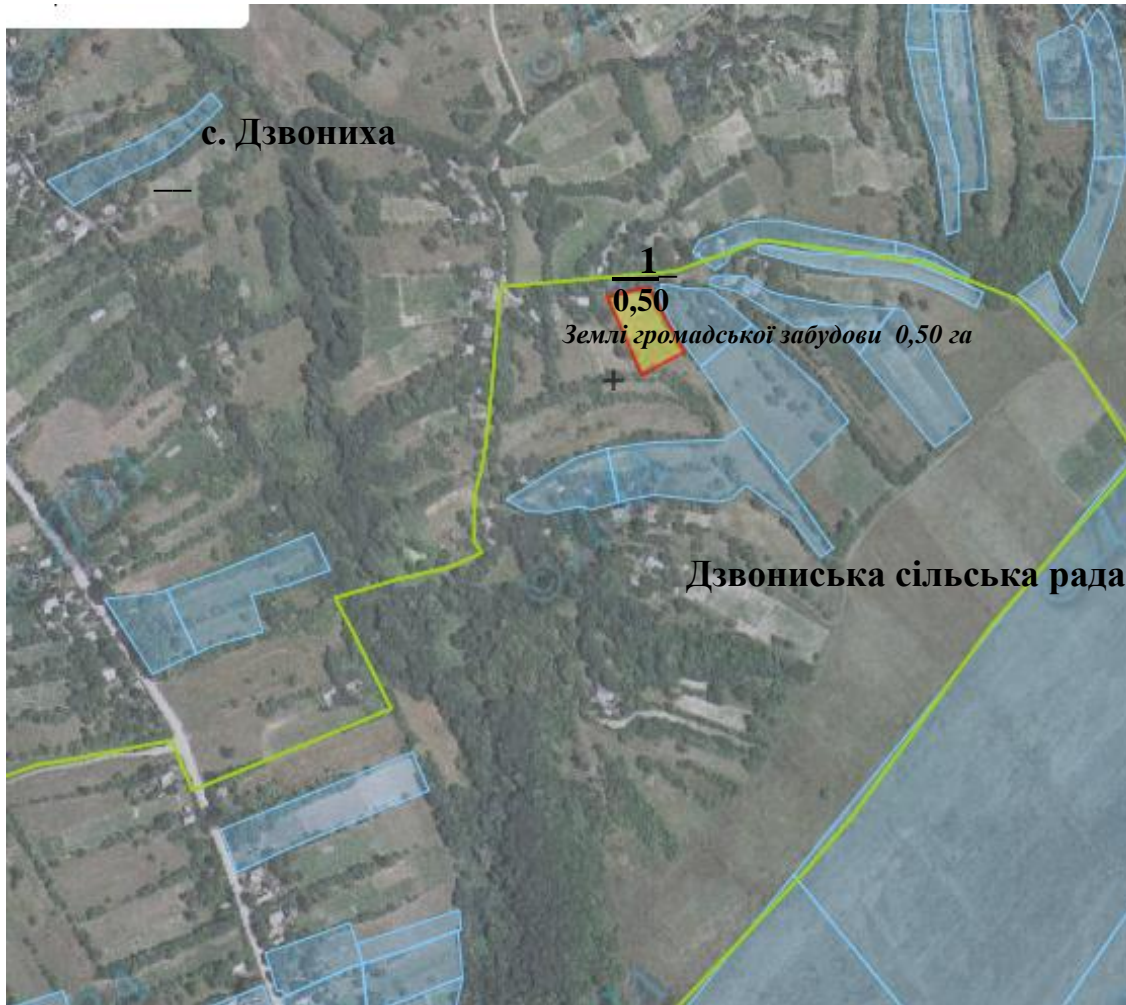 с. Дзвониха
1
0,50
Землі громадської забудови 0,50 га
Дзвониська сільська рада